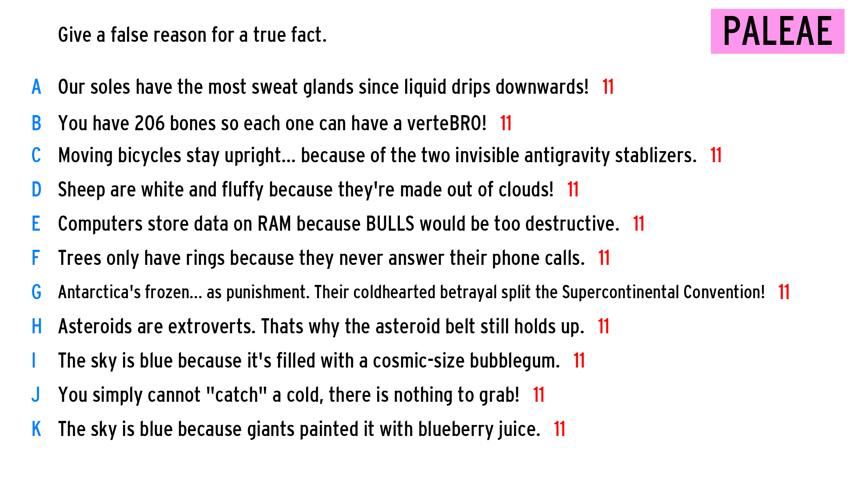 Give a false reason for a true fact.
PALEAE
A Our soles have the most sweat glands since liquid drips downwards! 11
B You have 206 bones so each one can have a verteBRO! 11
C Moving bicycles stay upright... because of the two invisible antigravity stablizers. 11
D Sheep are white and fluffy because they're made out of clouds! 11
E Computers store data on RAM because BULLS would be too destructive. 11
F Trees only have rings because they never answer their phone calls. 11
G Antarctica's frozen... as punishment. Their coldhearted betrayal split the Supercontinental Convention! 11
H Asteroids are extroverts. Thats why the asteroid belt still holds up. 11
I The sky is blue because it's filled with a cosmic-size bubblegum. 11
J You simply cannot "catch" a cold, there is nothing to grab! 11
K The sky is blue because giants painted it with blueberry juice. 11